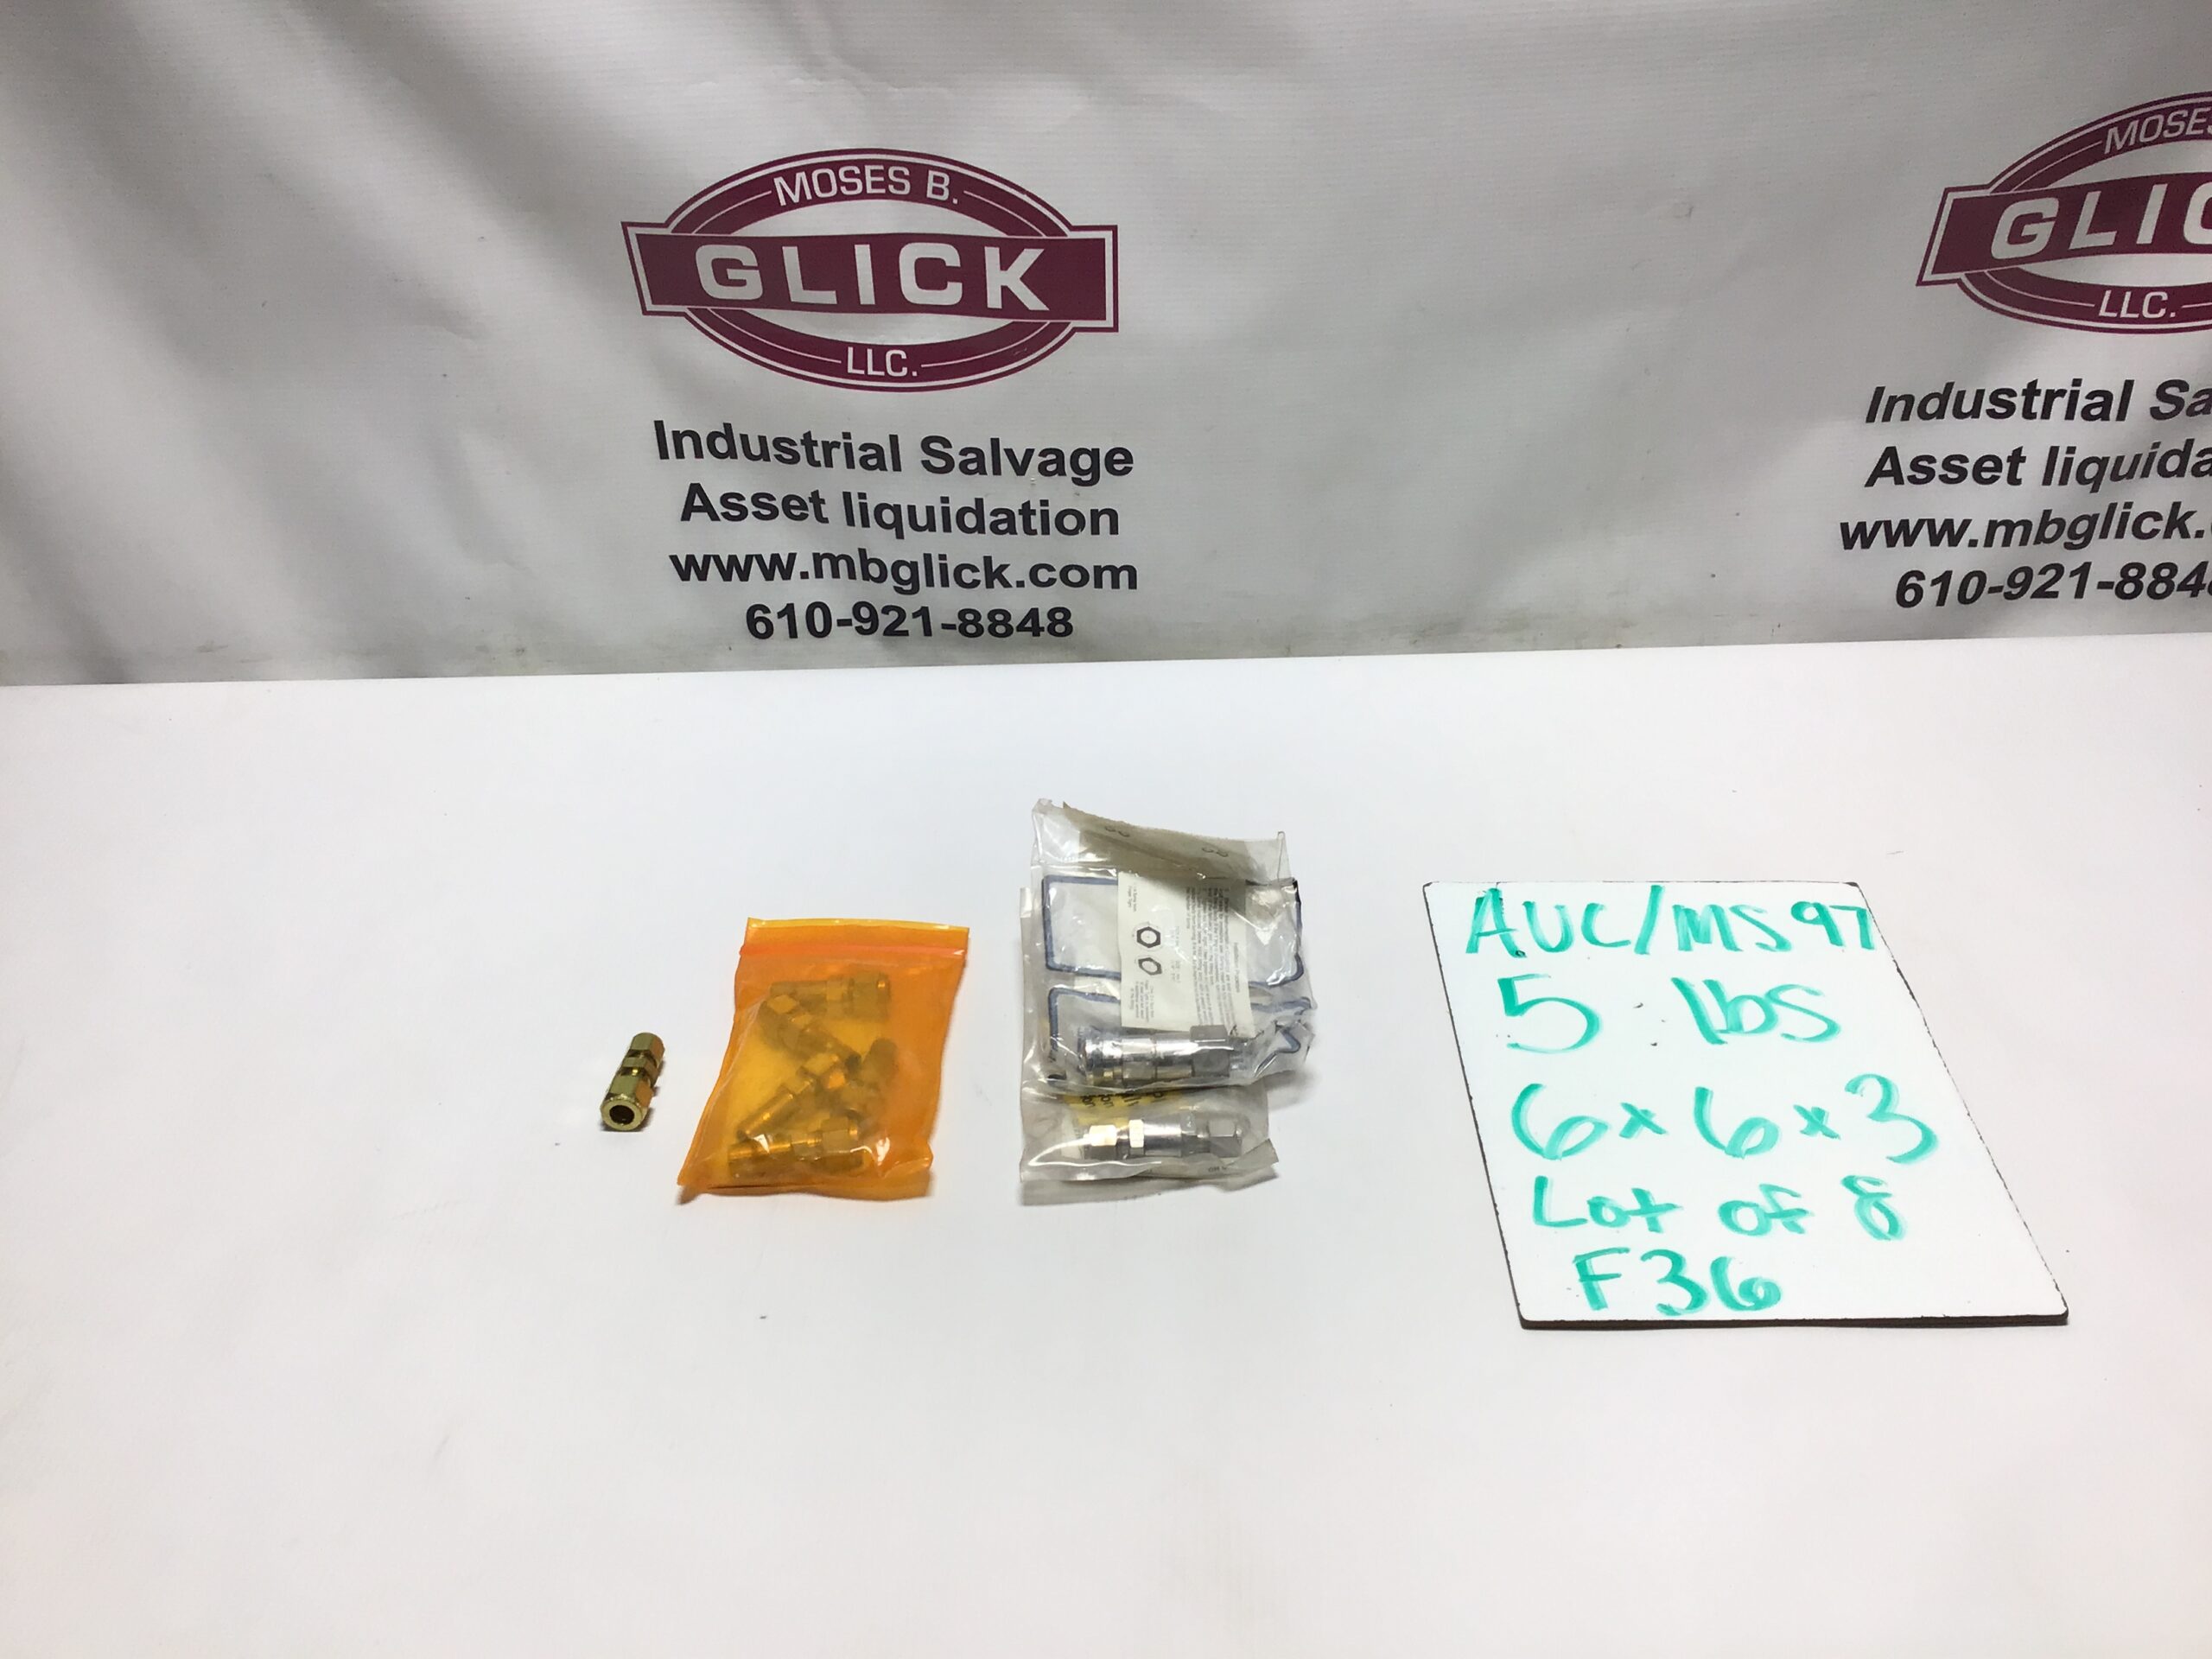 MOSES B.
GLICK
LLC.
Industrial Salvage
Asset liquidation
www.mbglick.com
610-921-8848
MOSES
GLIC
LLC.
Industrial Sa
Asset liquida
www.mbglick.
610-921-884
AUC/MS97
5 lbs
6x6x3
Lot of 8
F36